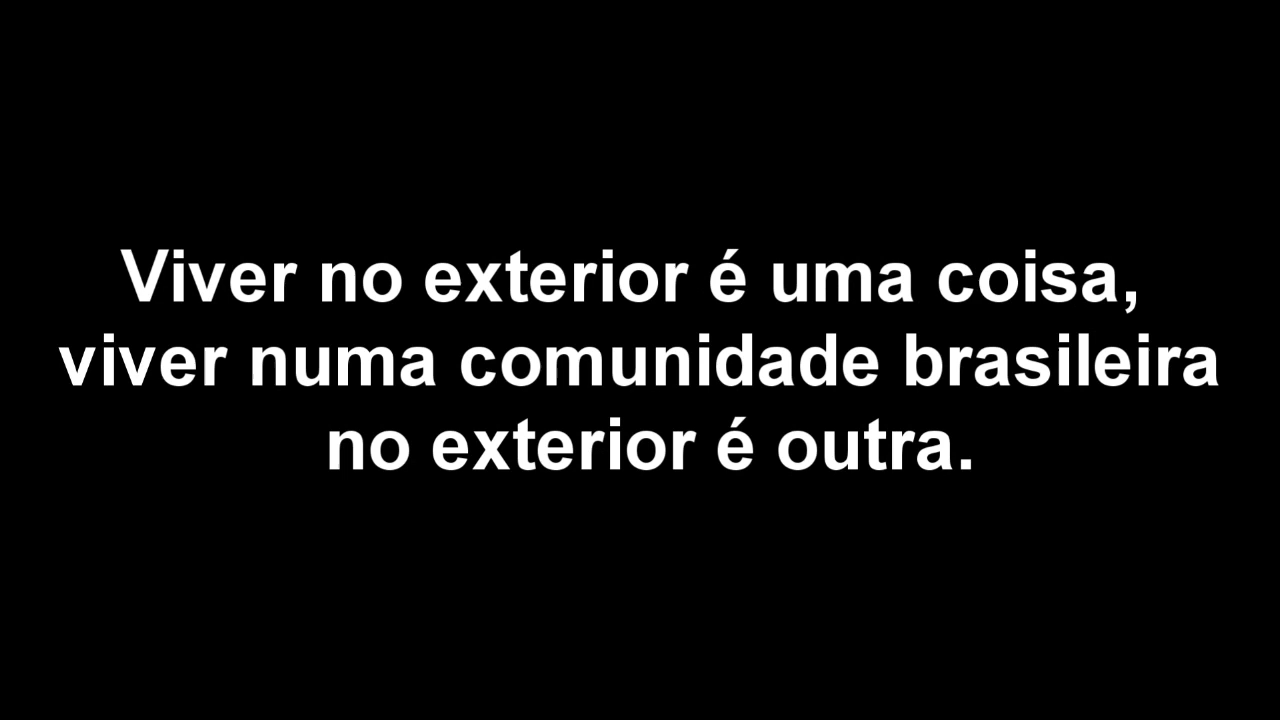 Viver no exterior é uma coisa,
viver numa comunidade brasileira
no exterior é outra.